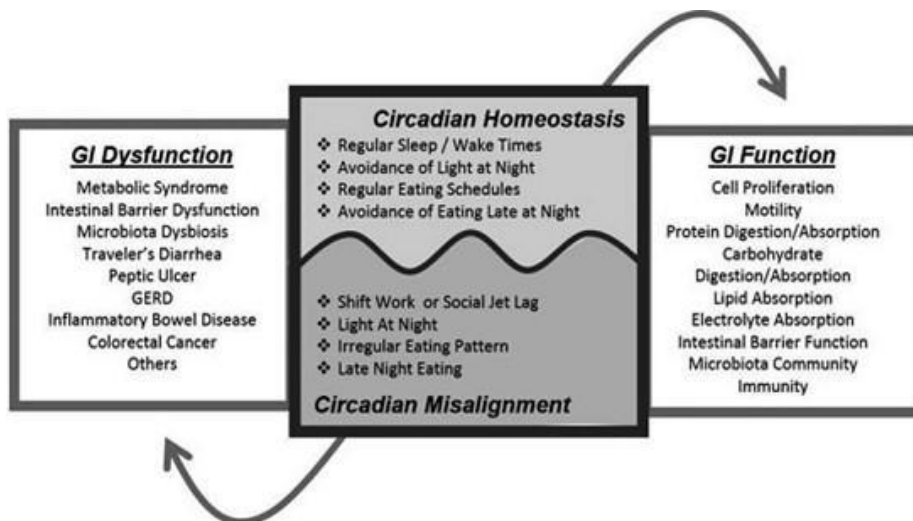 GI Dysfunction
Metabolic Syndrome
Intestinal Barrier Dysfunction
Microbiota Dysbiosis
Traveler's Diarrhea
Peptic Ulcer
GERD
Inflammatory Bowel Disease
Colorectal Cancer
Others
Circadian Homeostasis
❖ Regular Sleep / Wake Times
❖ Avoidance of Light at Night
❖ Regular Eating Schedules
❖ Avoidance of Eating Late at Night
❖ Shift Work or Social Jet Lag
❖ Light At Night
❖ Irregular Eating Pattern
❖ Late Night Eating
Circadian Misalignment
GI Function
Cell Proliferation
Motility
Protein Digestion/Absorption
Carbohydrate
Digestion/Absorption
Lipid Absorption
Electrolyte Absorption
Intestinal Barrier Function
Microbiota Community
Immunity